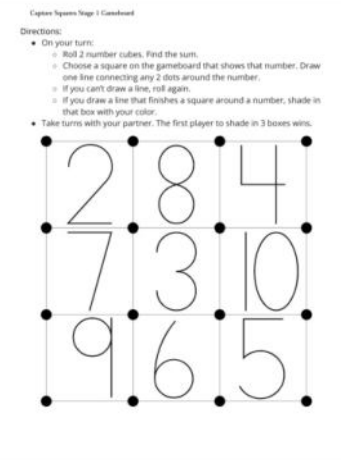 Capture Squares Stage 1 Gameboard
Directions:
• On your turn:
◦ Roll 2 number cubes. Find the sum.
◦ Choose a square on the gameboard that shows that number. Draw
one line connecting any 2 dots around the number.
◦ If you can't draw a line, roll again.
◦ If you draw a line that finishes a square around a number, shade in
that box with your color.
• Take turns with your partner. The first player to shade in 3 boxes wins.
2 8 4
7 3 10
9 6 5